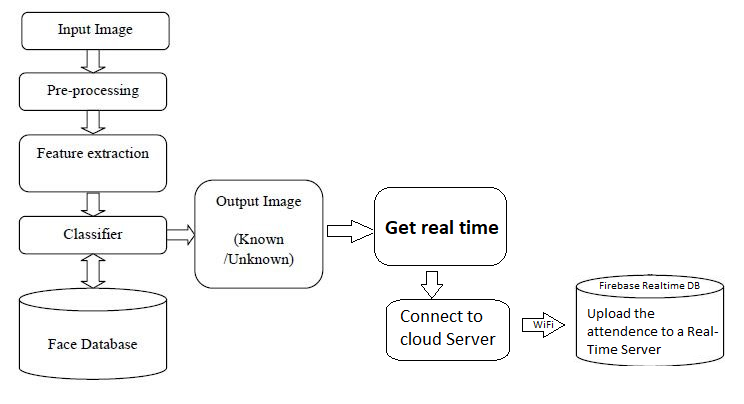 Input Image
Pre-processing
Feature extraction
Classifier
Face Database
Output Image
(Known
/Unknown)
Get real time
Connect to
cloud Server
WiFi
Firebase Realtime DB
Upload the
attendence to a Real-
Time Server